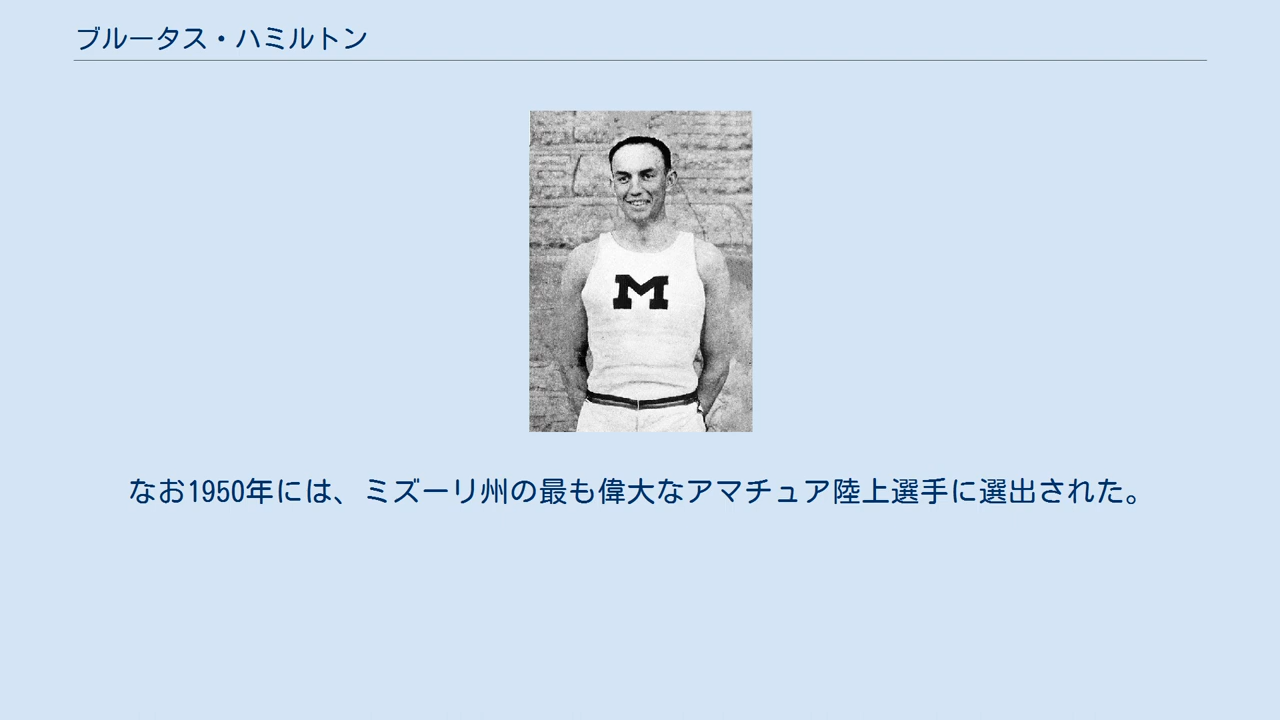 ブルータス・ハミルトン
M
なお1950年には、ミズーリ州の最も偉大なアマチュア陸上選手に選出された。